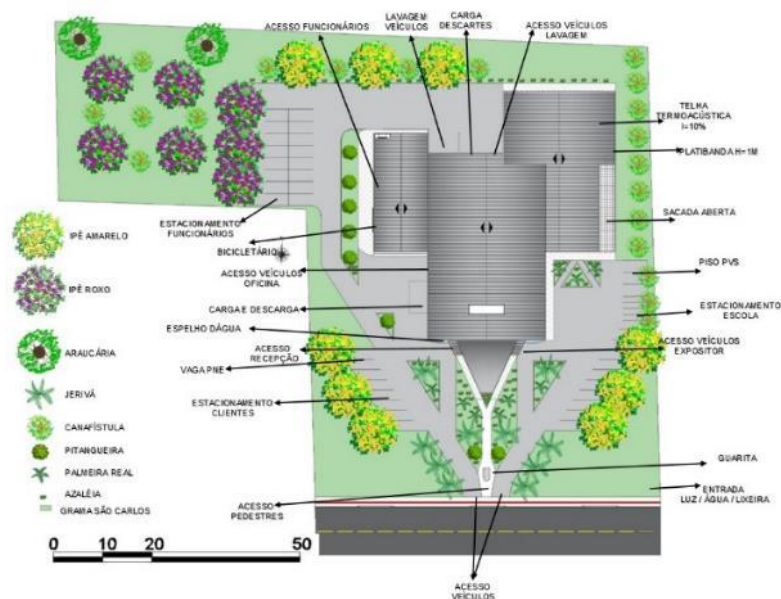 ACESSO FUNCIONÁRIOS
LAVAGEM
VEÍCULOS
CARGA
DESCARTES
ACESSO VEÍCULOS
LAVAGEM
TELHA
TERMOACÚSTICA
I=10%
PLATIBANDA H=1M
SACADA ABERTA
PISO PVS
ESTACIONAMENTO
ESCOLA
ACESSO VEÍCULOS
EXPOSITOR
GUARITA
ENTRADA
LUZ / ÁGUA / LIXEIRA
ESTACIONAMENTO
FUNCIONÁRIOS
BICICLETÁRIO
ACESSO VEÍCULOS
OFICINA
CARGA E DESCARGA
ESPELHO DÁGUA
ACESSO
RECEPÇÃO
VAGA PNE
ESTACIONAMENTO
CLIENTES
ACESSO
PEDESTRES
ACESSO
VEÍCULOS
IPÊ AMARELO
IPÊ ROXO
ARAUCÁRIA
JERIVÁ
CANAFÍSTULA
PITANGUEIRA
PALMEIRA REAL
AZALÉIA
GRAMA SÃO CARLOS
0 10 20 50